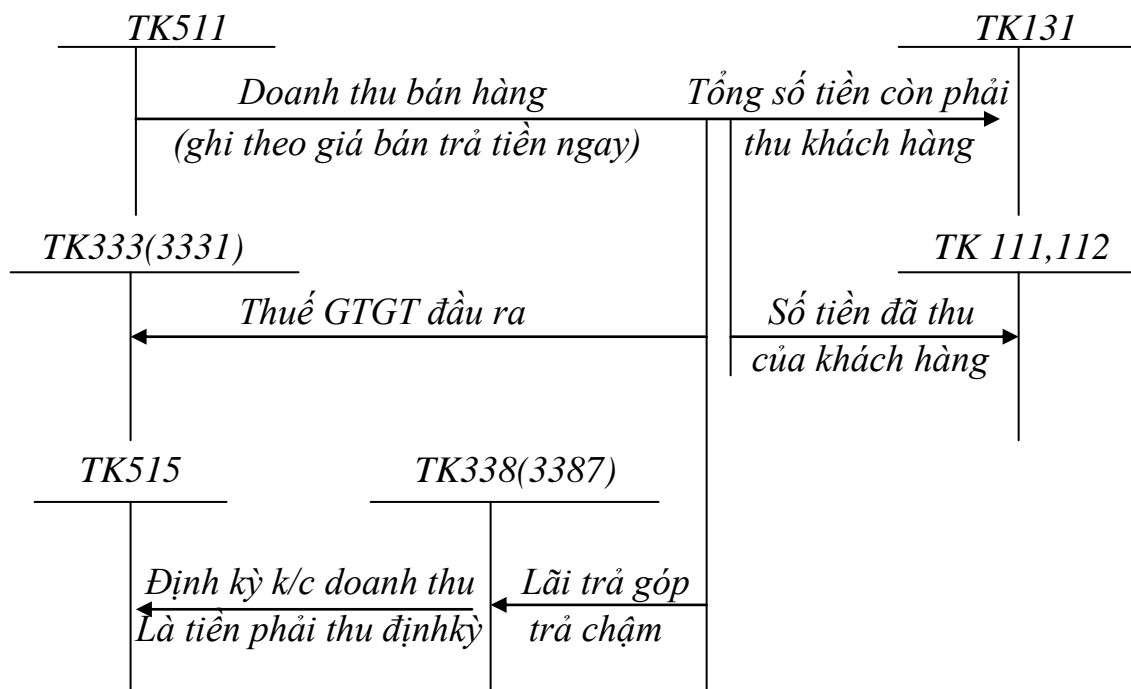 TK511
TK131
Doanh thu bán hàng
(ghi theo giá bán trả tiền ngay)
Tổng số tiền còn phải
thu khách hàng
TK333(3331)
TK 111,112
Thuế GTGT đầu ra
Số tiền đã thu
của khách hàng
TK515
TK338(3387)
Định kỳ k/c doanh thu
Là tiền phải thu địnhkỳ
Lãi trả góp
trả chậm